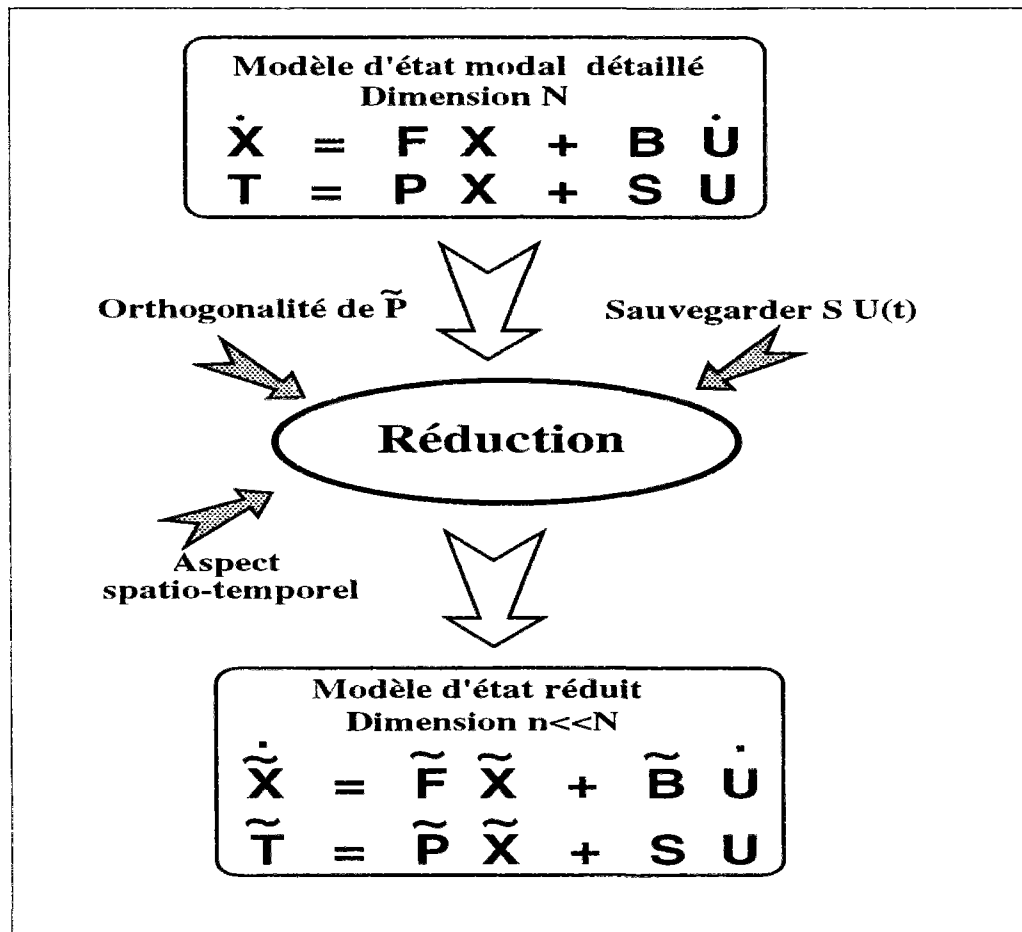 Modèle d'état modal détaillé
Dimension N
Ẋ = F X + B U̇
T = P X + S U
Orthogonalité de P̃
Sauvegarder S U(t)
Réduction
Aspect
spatio-temporel
Modèle d'état réduit
Dimension n<<N
X̃̇ = F̃ X̃ + B̃ U̇
T̃ = P̃ X̃ + S U